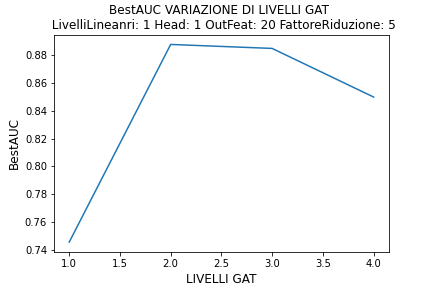 BestAUC VARIAZIONE DI LIVELLI GAT
LivelliLineanri: 1 Head: 1 OutFeat: 20 FattoreRiduzione: 5
BestAUC
0.88
0.86
0.84
0.82
0.80
0.78
0.76
0.74
1.0 1.5 2.0 2.5 3.0 3.5 4.0
LIVELLI GAT